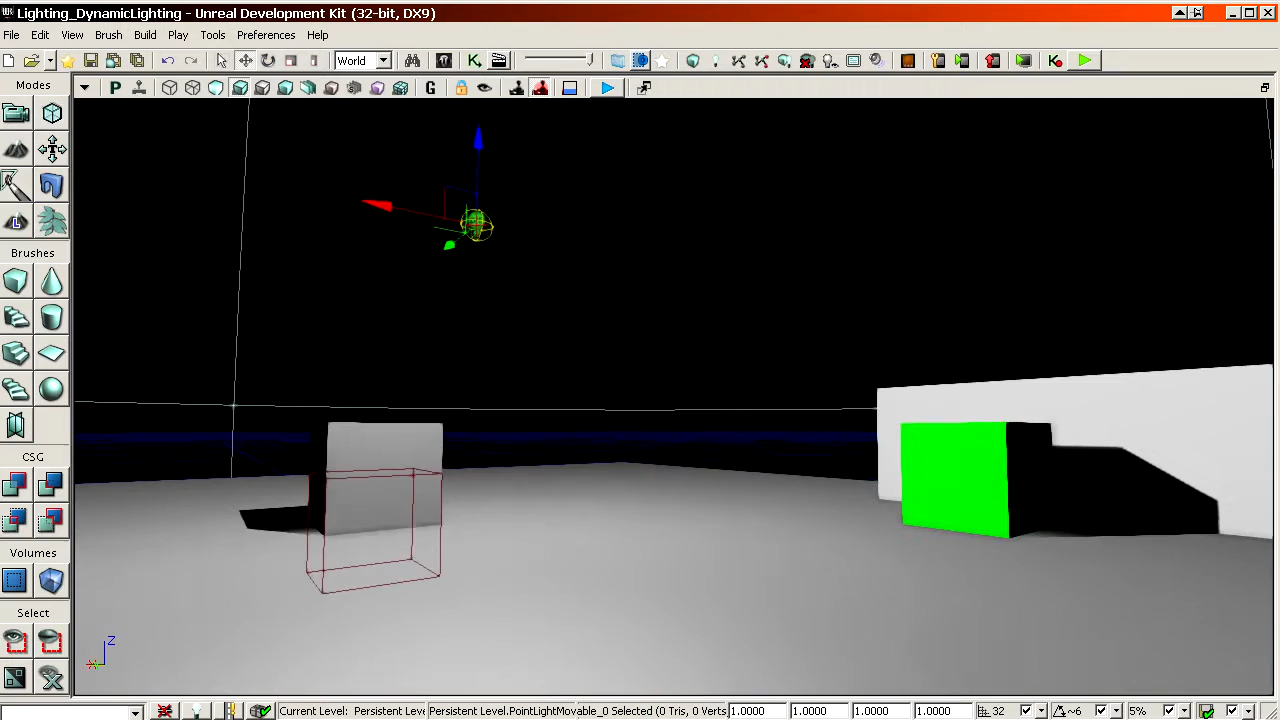 Lighting_DynamicLighting - Unreal Development Kit (32-bit, DX9)
File Edit View Brush Build Play Tools Preferences Help
World
Modes
P G
L
Brushes
CSG
Volumes
Select
Z
Current Level: Persistent Leve Persistent Level.PointLightMovable_0 Selected (0 Tris, 0 Verts, 1.0000 1.0000 1.0000 1.0000 32 ~6 5%